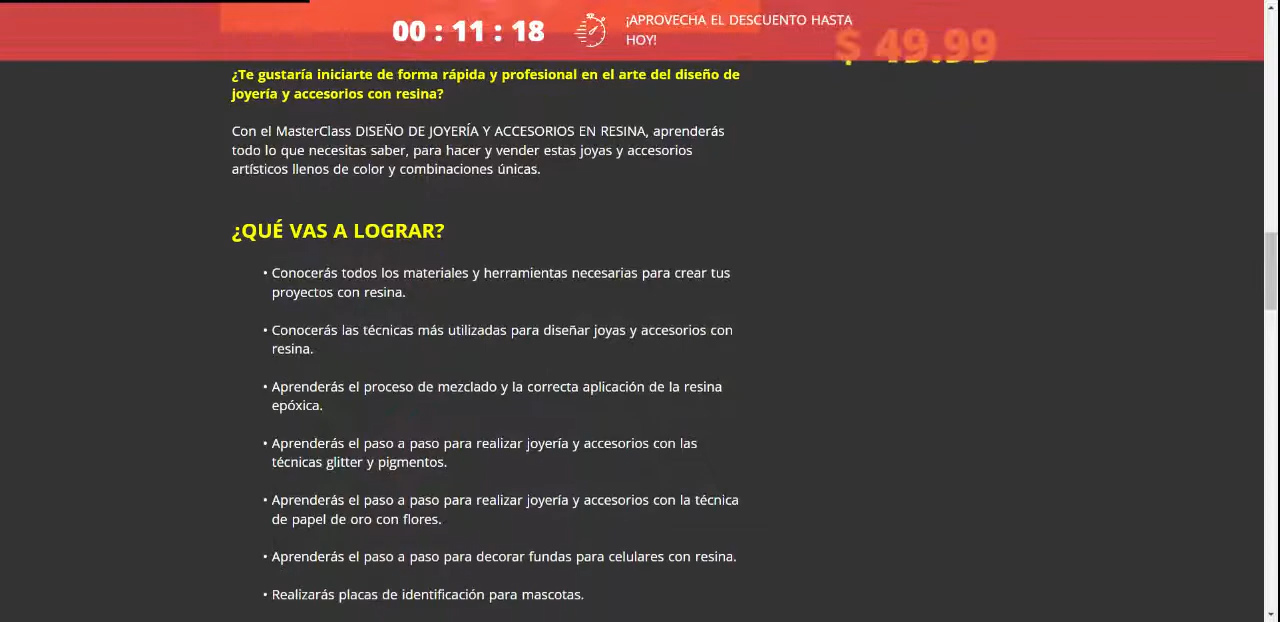 00 : 11 : 18
¡APROVECHA EL DESCUENTO HASTA
HOY!
$ 49.99
¿Te gustaría iniciarte de forma rápida y profesional en el arte del diseño de
joyería y accesorios con resina?
Con el MasterClass DISEÑO DE JOYERÍA Y ACCESORIOS EN RESINA, aprenderás
todo lo que necesitas saber, para hacer y vender estas joyas y accesorios
artísticos llenos de color y combinaciones únicas.
¿QUÉ VAS A LOGRAR?
• Conocerás todos los materiales y herramientas necesarias para crear tus
proyectos con resina.
• Conocerás las técnicas más utilizadas para diseñar joyas y accesorios con
resina.
• Aprenderás el proceso de mezclado y la correcta aplicación de la resina
epóxica.
• Aprenderás el paso a paso para realizar joyería y accesorios con las
técnicas glitter y pigmentos.
• Aprenderás el paso a paso para realizar joyería y accesorios con la técnica
de papel de oro con flores.
• Aprenderás el paso a paso para decorar fundas para celulares con resina.
• Realizarás placas de identificación para mascotas.